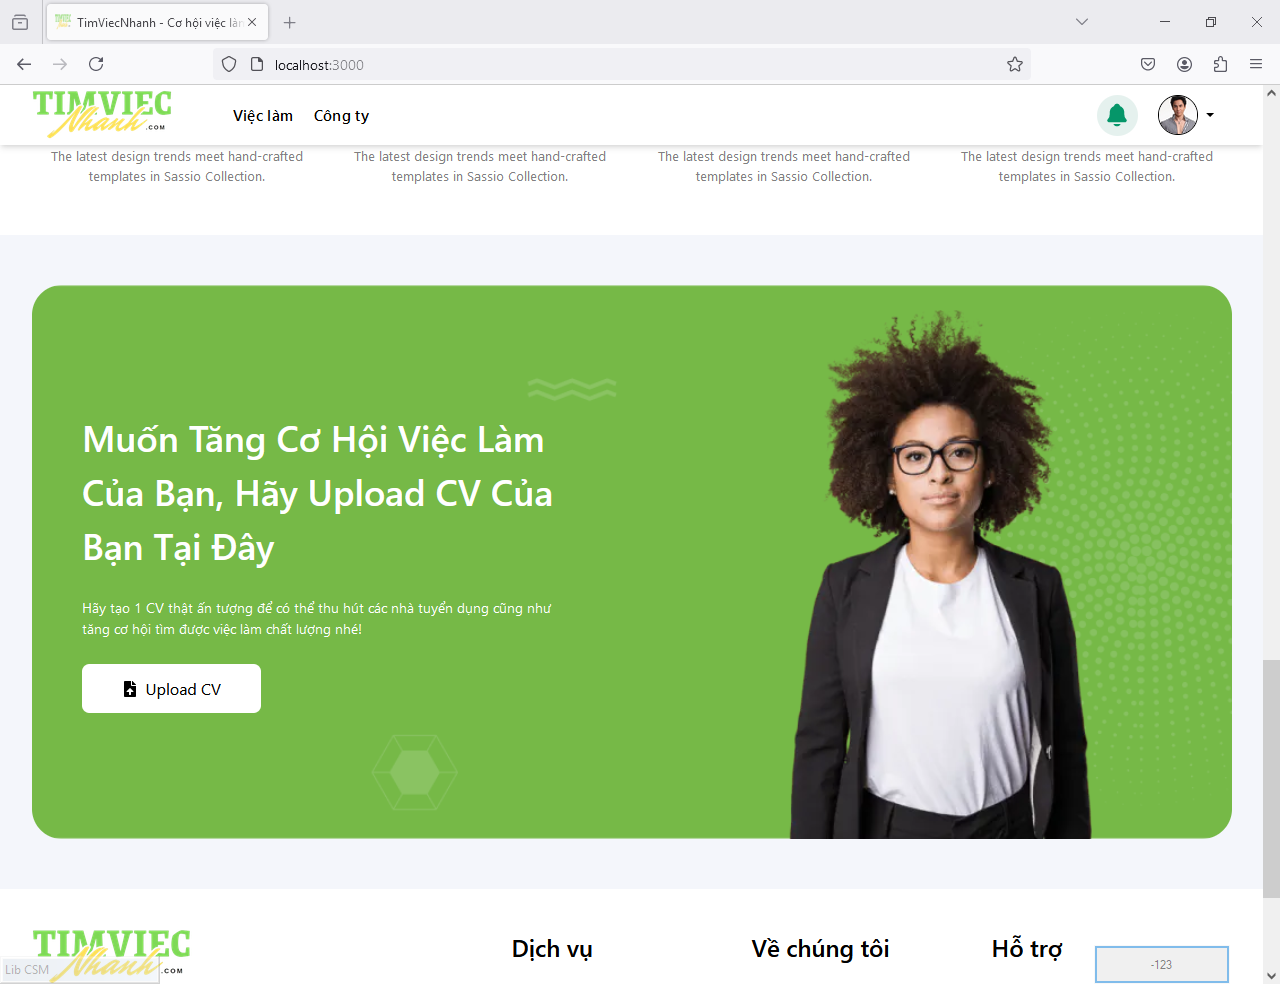 TimViecNhanh - Cơ hội việc làn
localhost:3000
TIMVIEC
Nhanh .COM
Việc làm
Công ty
The latest design trends meet hand-crafted
templates in Sassio Collection.
The latest design trends meet hand-crafted
templates in Sassio Collection.
The latest design trends meet hand-crafted
templates in Sassio Collection.
The latest design trends meet hand-crafted
templates in Sassio Collection.
Muốn Tăng Cơ Hội Việc Làm
Của Bạn, Hãy Upload CV Của
Bạn Tại Đây
Hãy tạo 1 CV thật ấn tượng để có thể thu hút các nhà tuyển dụng cũng như
tăng cơ hội tìm được việc làm chất lượng nhé!
Upload CV
TIMVIEC
Nhanh .COM
Dịch vụ
Về chúng tôi
Hỗ trợ
Lib CSM
-123